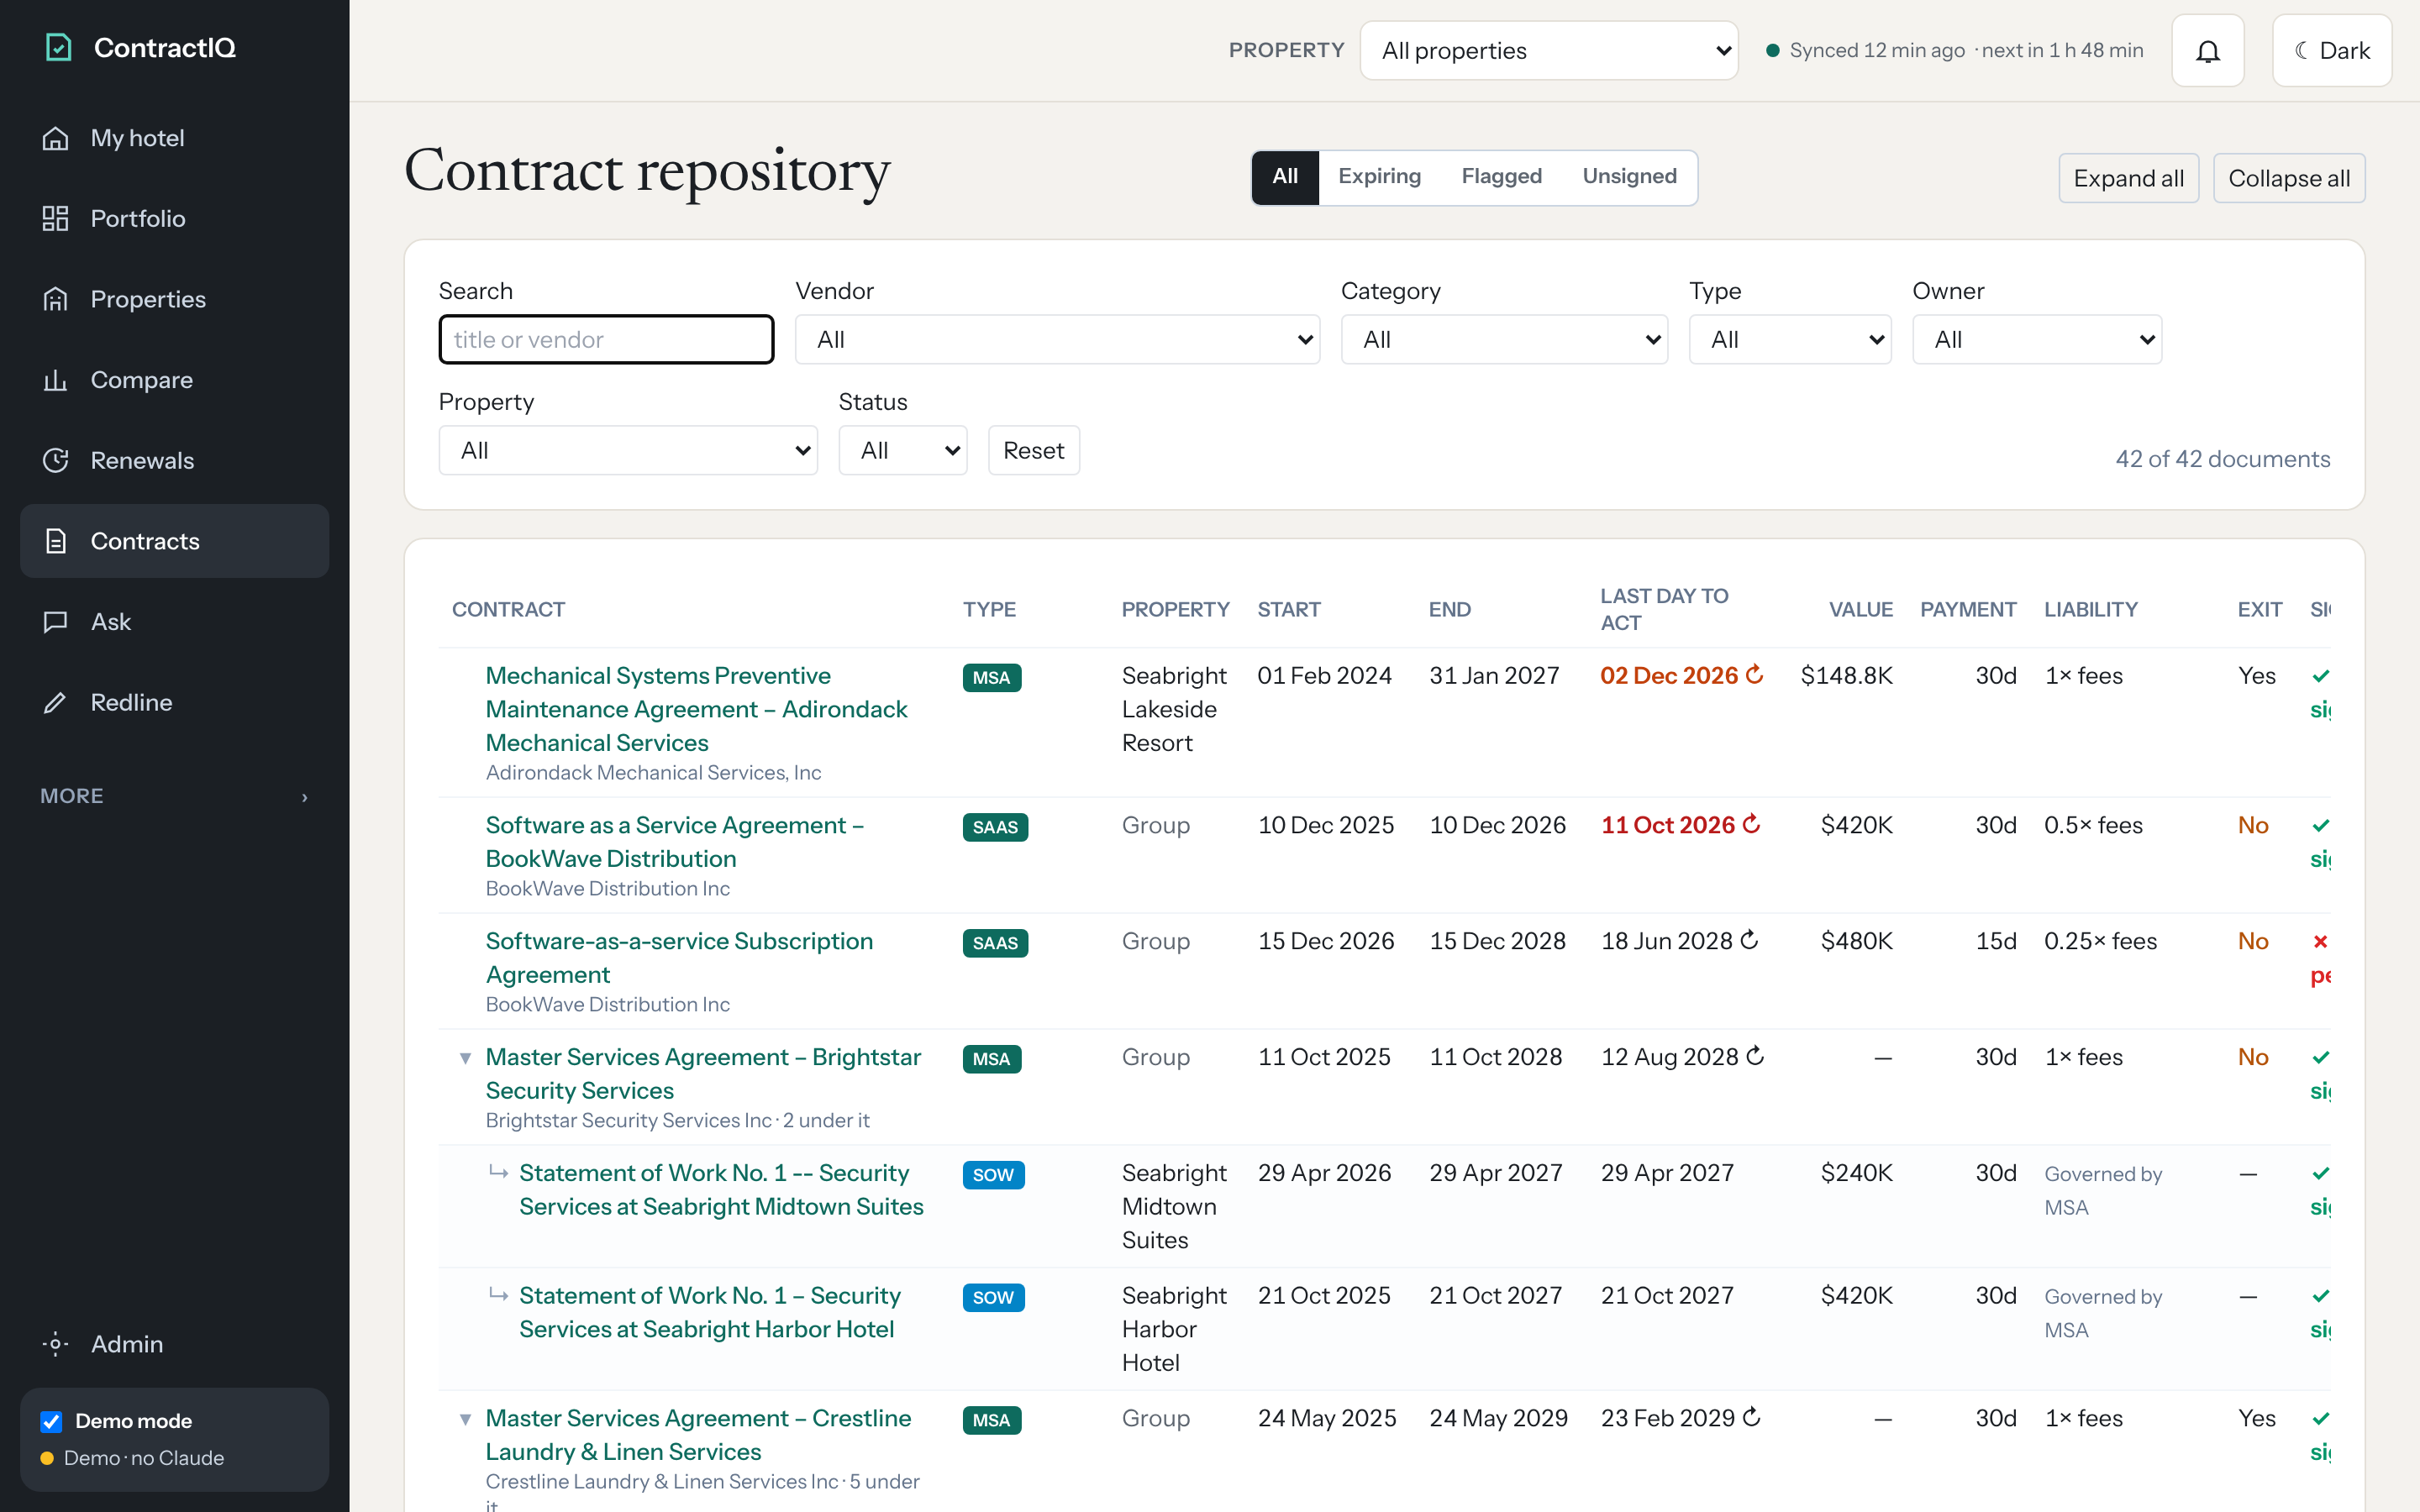 ContractIQ
My hotel
Portfolio
Properties
Compare
Renewals
Contracts
Ask
Redline
MORE
Admin
Demo mode
Demo · no Claude
PROPERTY All properties Synced 12 min ago · next in 1 h 48 min Dark
Contract repository
All Expiring Flagged Unsigned
Expand all Collapse all
Search Vendor Category Type Owner
title or vendor All All All All
Property Status
All All Reset
42 of 42 documents
CONTRACT TYPE PROPERTY START END LAST DAY TO ACT VALUE PAYMENT LIABILITY EXIT
Mechanical Systems Preventive MSA Seabright 01 Feb 2024 31 Jan 2027 02 Dec 2026 ↻ $148.8K 30d 1× fees Yes ✓
Maintenance Agreement – Adirondack Lakeside
Mechanical Services Resort
Adirondack Mechanical Services, Inc
Software as a Service Agreement – SAAS Group 10 Dec 2025 10 Dec 2026 11 Oct 2026 ↻ $420K 30d 0.5× fees No ✓
BookWave Distribution
BookWave Distribution Inc
Software-as-a-service Subscription SAAS Group 15 Dec 2026 15 Dec 2028 18 Jun 2028 ↻ $480K 15d 0.25× fees No ×
Agreement
BookWave Distribution Inc
Master Services Agreement – Brightstar MSA Group 11 Oct 2025 11 Oct 2028 12 Aug 2028 ↻ — 30d 1× fees No ✓
Security Services
Brightstar Security Services Inc · 2 under it
Statement of Work No. 1 -- Security SOW Seabright 29 Apr 2026 29 Apr 2027 29 Apr 2027 $240K 30d Governed by — ✓
Services at Seabright Midtown Suites Midtown MSA
Suites
Statement of Work No. 1 – Security SOW Seabright 21 Oct 2025 21 Oct 2027 21 Oct 2027 $420K 30d Governed by — ✓
Services at Seabright Harbor Hotel Harbor MSA
Hotel
Master Services Agreement – Crestline MSA Group 24 May 2025 24 May 2029 23 Feb 2029 ↻ — 30d 1× fees Yes ✓
Laundry & Linen Services
Crestline Laundry & Linen Services Inc · 5 under
it